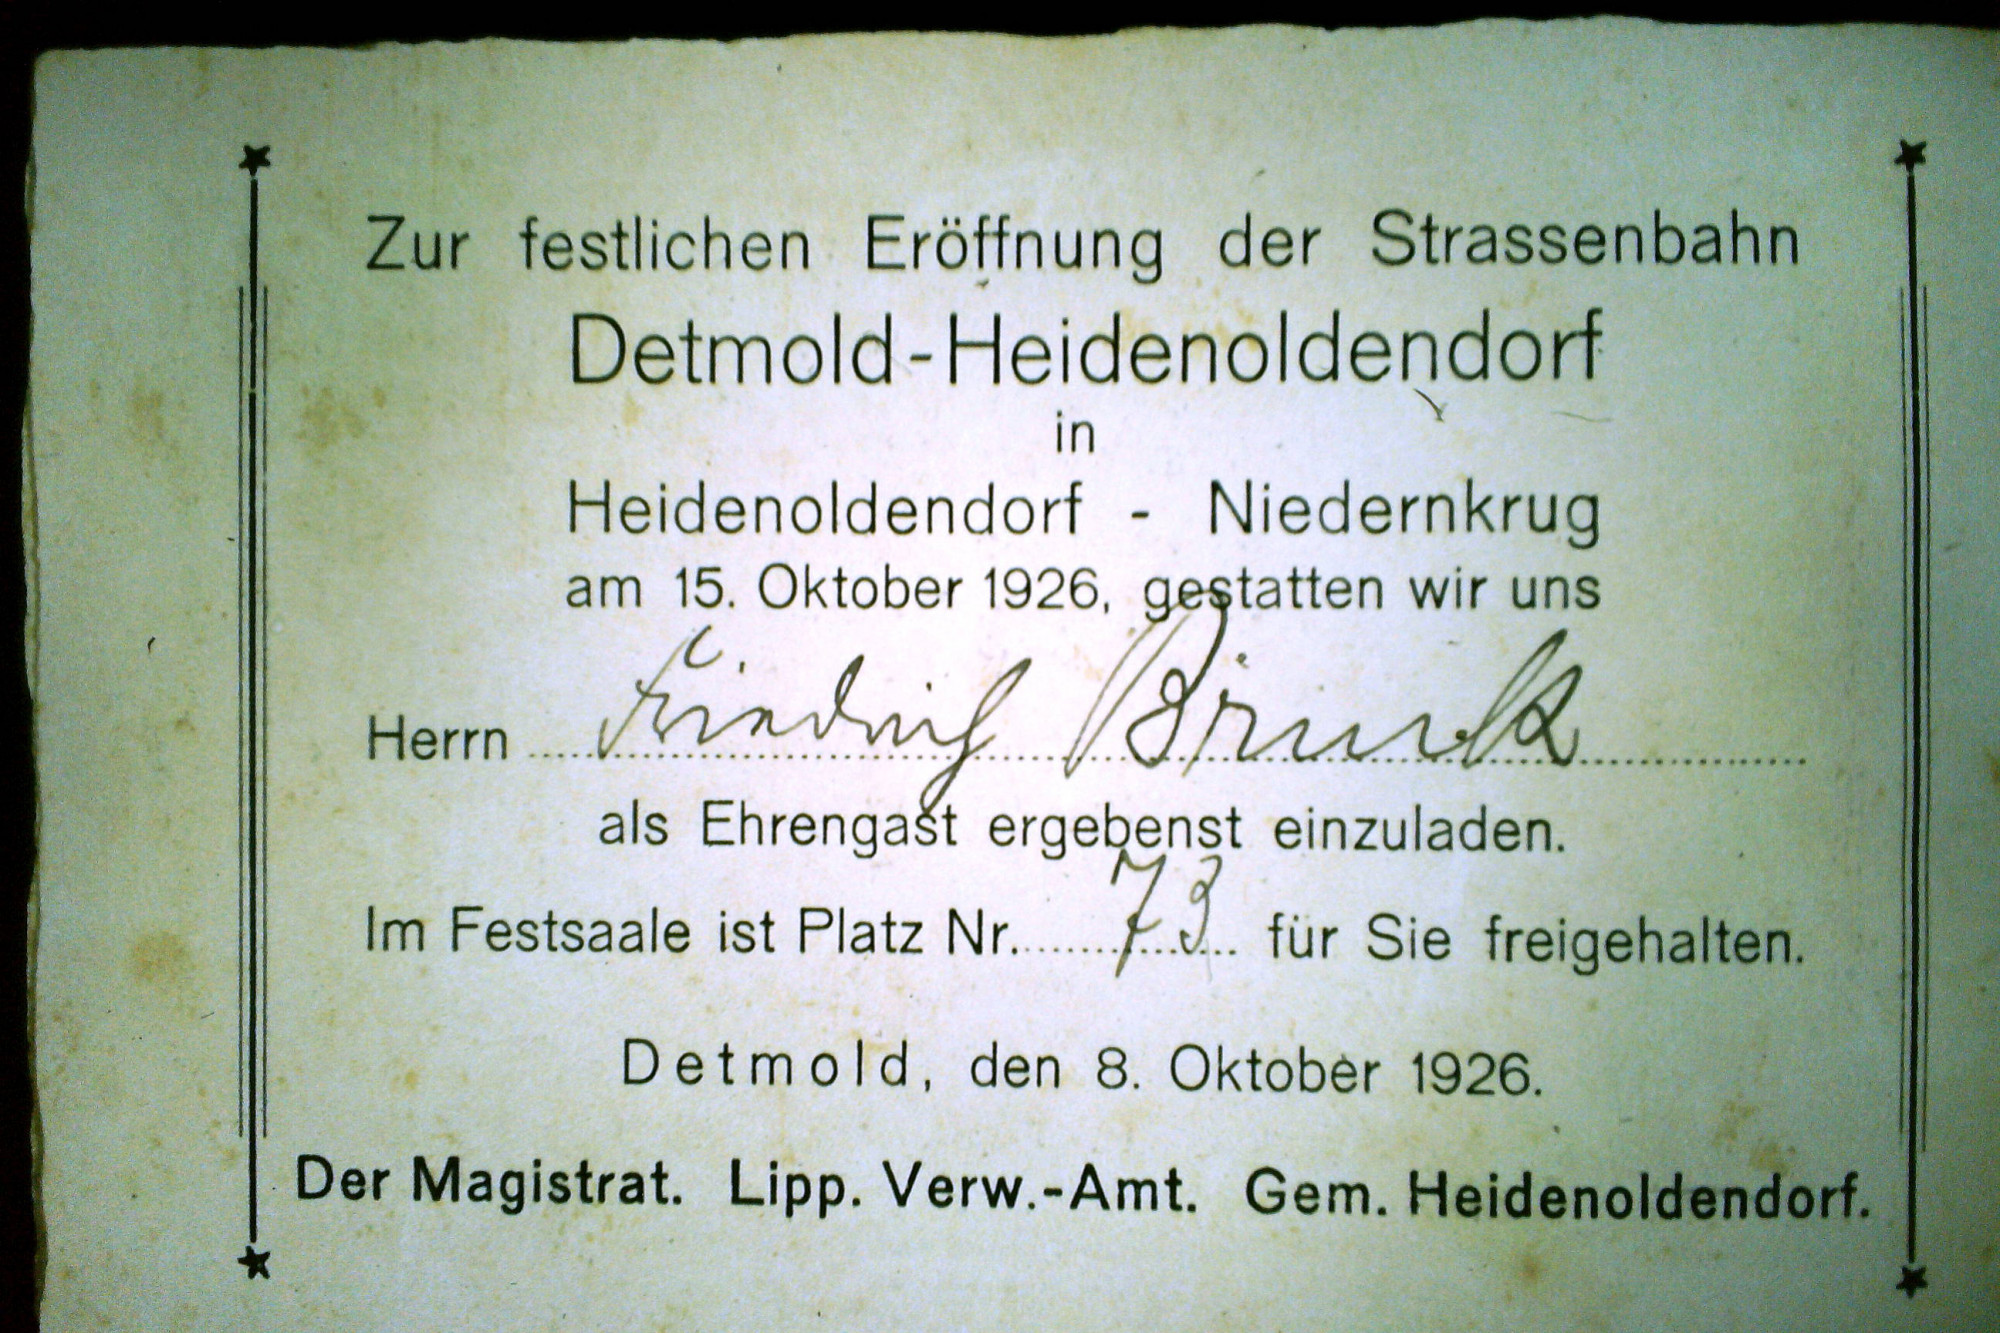 Zur festlichen Eröffnung der Strassenbahn
Detmold-Heidenoldendorf
in
Heidenoldendorf - Niedernkrug
am 15. Oktober 1926, gestatten wir uns
Herrn Friedrich
als Ehrengast ergebenst einzuladen.
Im Festsaale ist Platz Nr. 73 für Sie freigehalten.
Detmold, den 8. Oktober 1926.
Der Magistrat. Lipp. Verw.-Amt. Gem. Heidenoldendorf.